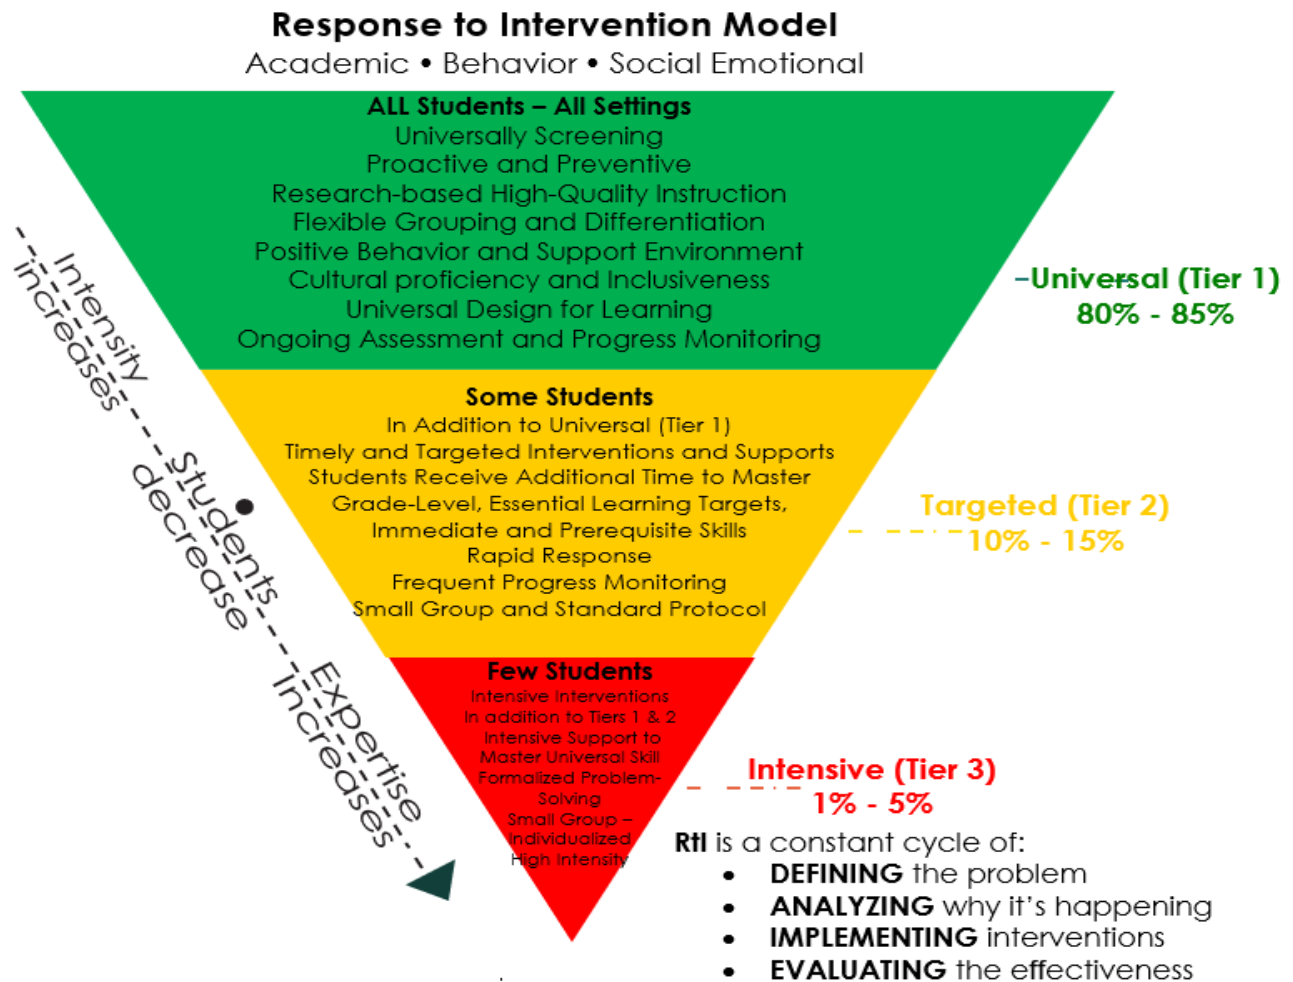 Response to Intervention Model
Academic • Behavior • Social Emotional
ALL Students – All Settings
Universally Screening
Proactive and Preventive
Research-based High-Quality Instruction
Flexible Grouping and Differentiation
Positive Behavior and Support Environment
Cultural proficiency and Inclusiveness
Universal Design for Learning
Ongoing Assessment and Progress Monitoring
Universal (Tier 1)
80% - 85%
Intensity
increases
Some Students
In Addition to Universal (Tier 1)
Timely and Targeted Interventions and Supports
Students Receive Additional Time to Master
Grade-Level, Essential Learning Targets,
Immediate and Prerequisite Skills
Rapid Response
Frequent Progress Monitoring
Small Group and Standard Protocol
Targeted (Tier 2)
10% - 15%
Students
decrease
Few Students
Intensive Interventions
In addition to Tiers 1 & 2
Intensive Support to
Master Universal Skill
Formalized Problem-
Solving
Small Group –
Individualized
High Intensity
Intensive (Tier 3)
1% - 5%
Expertise
Increases
RtI is a constant cycle of:
• DEFINING the problem
• ANALYZING why it's happening
• IMPLEMENTING interventions
• EVALUATING the effectiveness